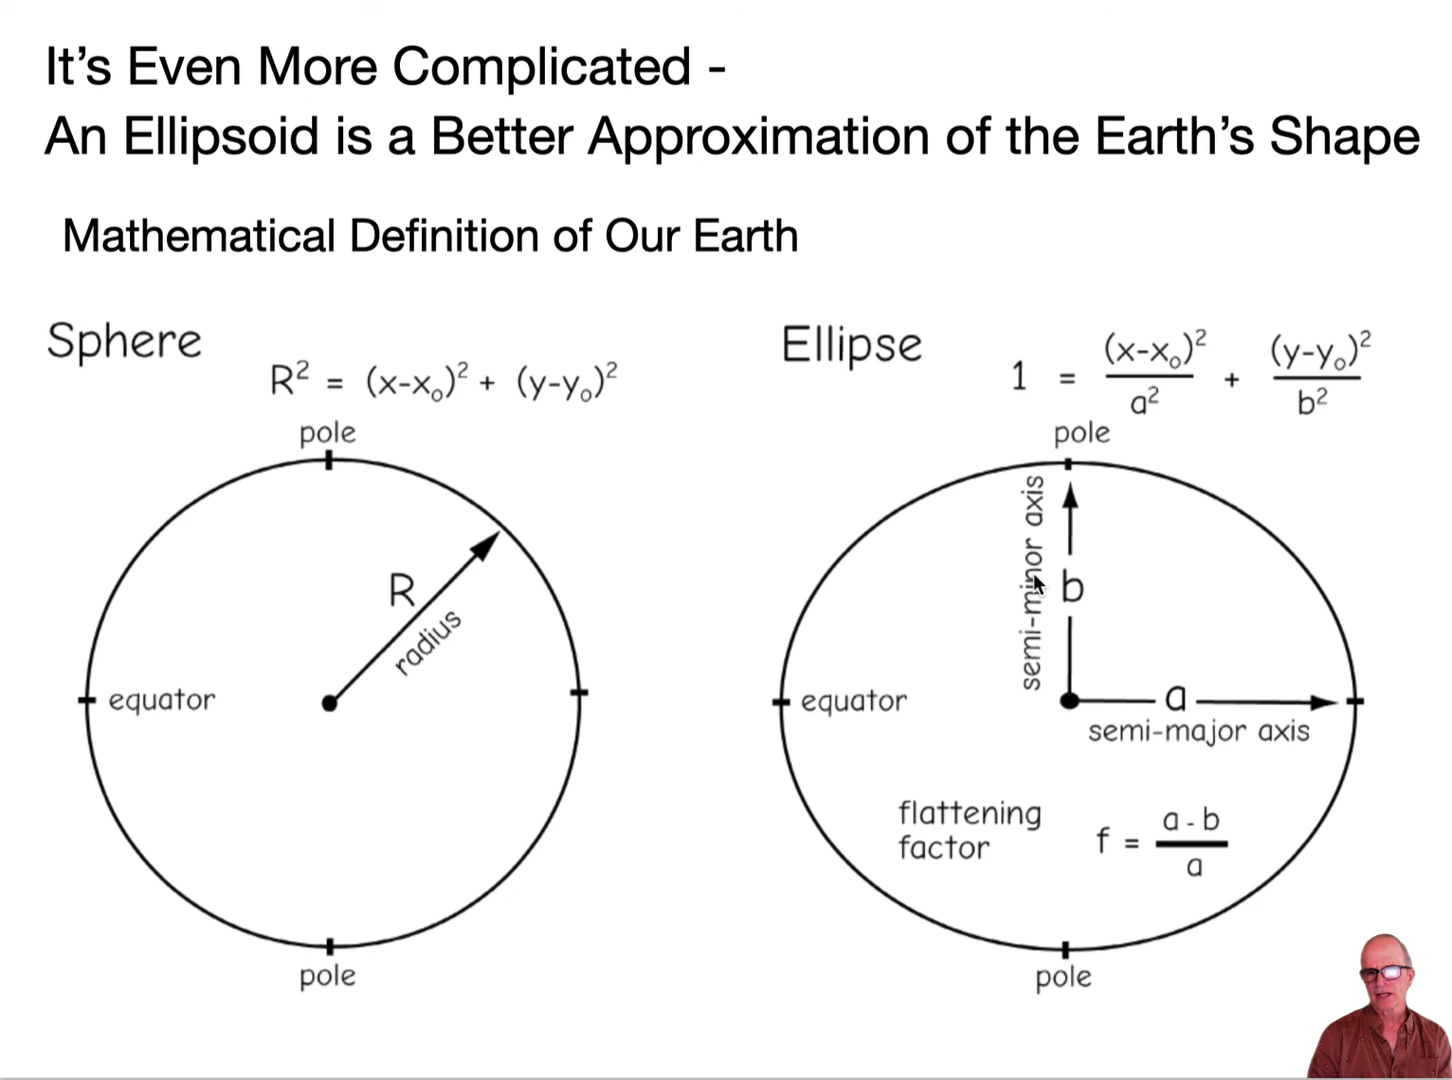 It's Even More Complicated -
An Ellipsoid is a Better Approximation of the Earth's Shape
Mathematical Definition of Our Earth
Sphere
R² = (x-x₀)² + (y-y₀)²
pole
R
radius
equator
pole
Ellipse
1 = (x-x₀)²/a² + (y-y₀)²/b²
pole
semi-minor axis
b
equator
a
semi-major axis
flattening
factor
f = a - b / a
pole